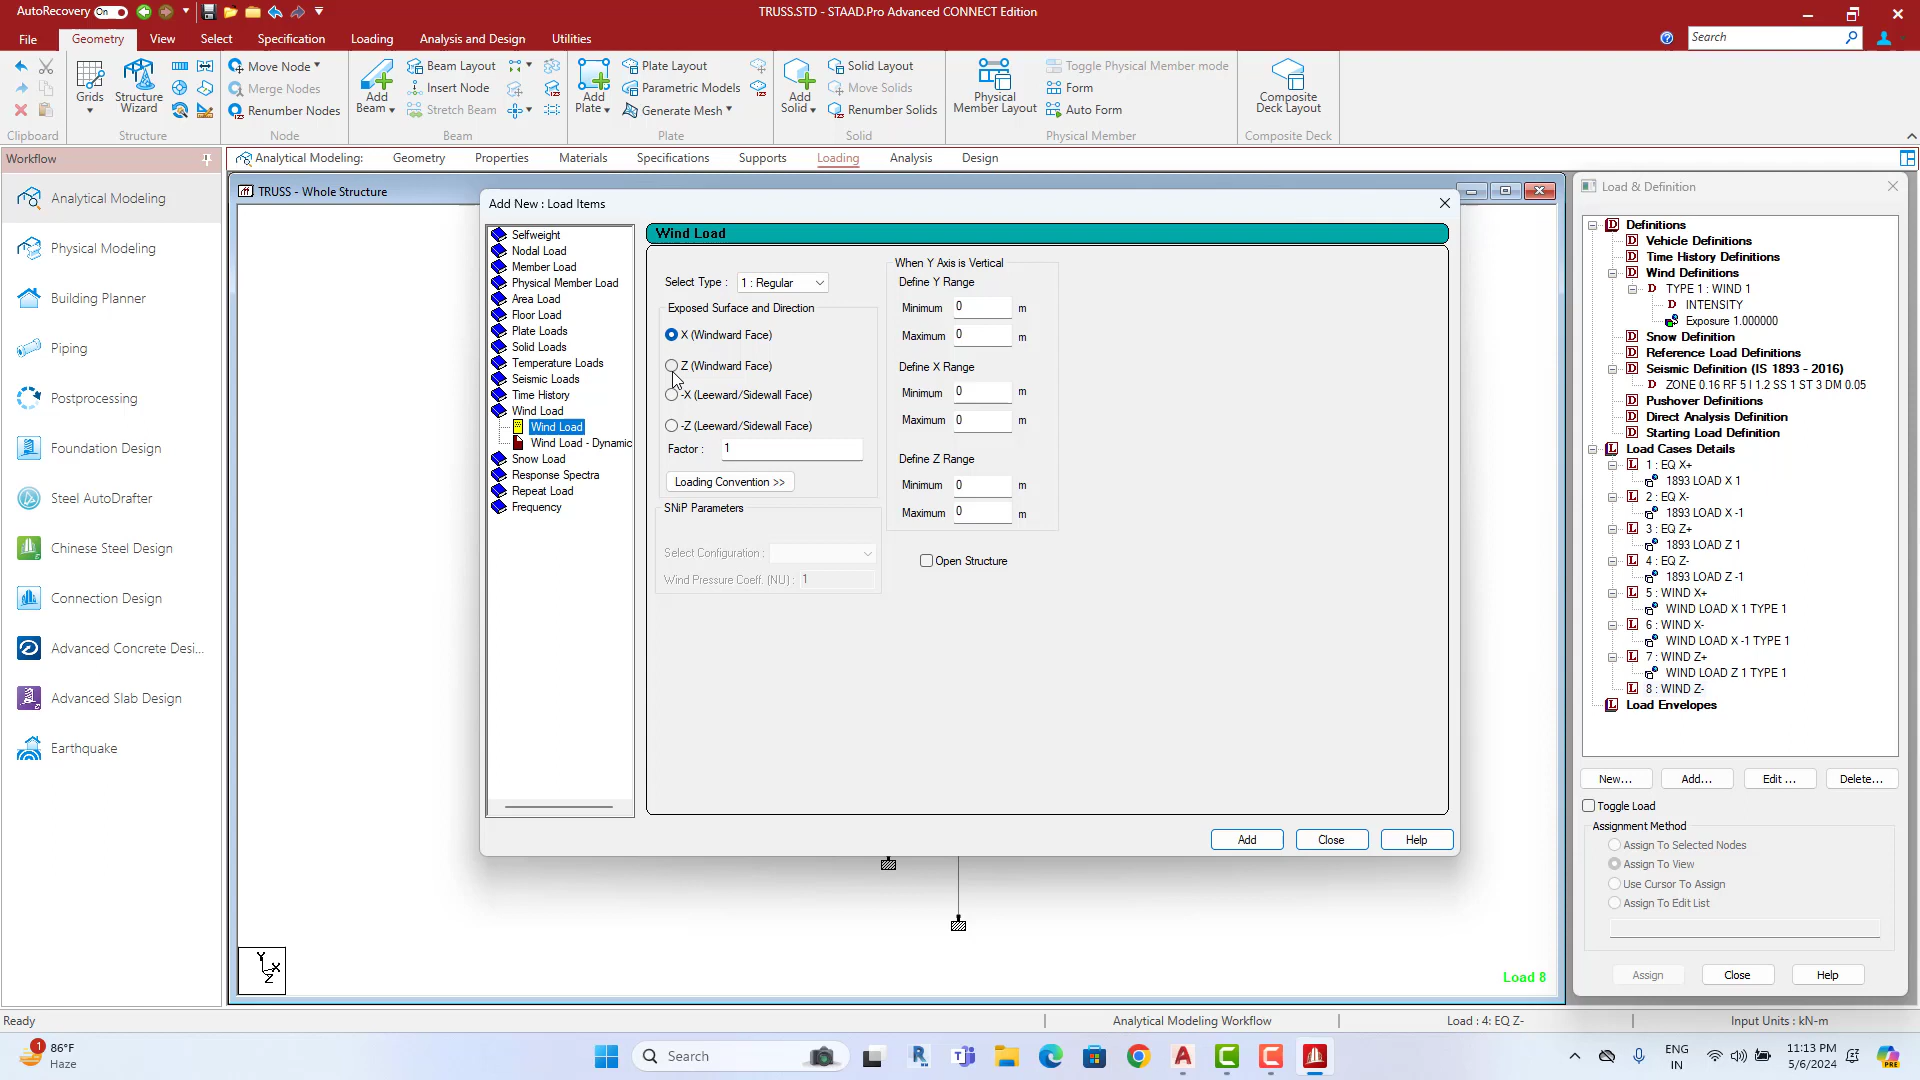 AutoRecovery On
TRUSS.STD - STAAD.Pro Advanced CONNECT Edition
File
Geometry
View
Select
Specification
Loading
Analysis and Design
Utilities
Search
Grids
Structure Wizard
Move Node
Merge Nodes
Renumber Nodes
Add Beam
Beam Layout
Insert Node
Stretch Beam
Add Plate
Plate Layout
Parametric Models
Generate Mesh
Add Solid
Solid Layout
Move Solids
Renumber Solids
Physical Member Layout
Toggle Physical Member mode
Form
Auto Form
Composite Deck Layout
Clipboard
Structure
Node
Beam
Plate
Solid
Physical Member
Composite Deck
Workflow
Analytical Modeling:
Geometry
Properties
Materials
Specifications
Supports
Loading
Analysis
Design
Analytical Modeling
Physical Modeling
Building Planner
Piping
Postprocessing
Foundation Design
Steel AutoDrafter
Chinese Steel Design
Connection Design
Advanced Concrete Desi...
Advanced Slab Design
Earthquake
TRUSS - Whole Structure
Add New : Load Items
Selfweight
Nodal Load
Member Load
Physical Member Load
Area Load
Floor Load
Plate Loads
Solid Loads
Temperature Loads
Seismic Loads
Time History
Wind Load
Wind Load
Wind Load - Dynamic
Snow Load
Response Spectra
Repeat Load
Frequency
Wind Load
Select Type : 1 : Regular
Exposed Surface and Direction
X (Windward Face)
Z (Windward Face)
-X (Leeward/Sidewall Face)
-Z (Leeward/Sidewall Face)
Factor : 1
Loading Convention >>
SNiP Parameters
Select Configuration :
Wind Pressure Coeff. (NU) : 1
When Y Axis is Vertical
Define Y Range
Minimum 0 m
Maximum 0 m
Define X Range
Minimum 0 m
Maximum 0 m
Define Z Range
Minimum 0 m
Maximum 0 m
Open Structure
Add
Close
Help
Y
X
Z
Load 8
Load & Definition
Definitions
Vehicle Definitions
Time History Definitions
Wind Definitions
TYPE 1 : WIND 1
INTENSITY
Exposure 1.000000
Snow Definition
Reference Load Definitions
Seismic Definition (IS 1893 - 2016)
ZONE 0.16 RF 5 I 1.2 SS 1 ST 3 DM 0.05
Pushover Definitions
Direct Analysis Definition
Starting Load Definition
Load Cases Details
1 : EQ X+
1893 LOAD X 1
2 : EQ X-
1893 LOAD X -1
3 : EQ Z+
1893 LOAD Z 1
4 : EQ Z-
1893 LOAD Z -1
5 : WIND X+
WIND LOAD X 1 TYPE 1
6 : WIND X-
WIND LOAD X -1 TYPE 1
7 : WIND Z+
WIND LOAD Z 1 TYPE 1
8 : WIND Z-
Load Envelopes
New...
Add...
Edit ...
Delete...
Toggle Load
Assignment Method
Assign To Selected Nodes
Assign To View
Use Cursor To Assign
Assign To Edit List
Assign
Close
Help
Ready
Analytical Modeling Workflow
Load : 4: EQ Z-
Input Units : kN-m
1
86°F
Haze
Search
ENG
IN
11:13 PM
5/6/2024
PRE